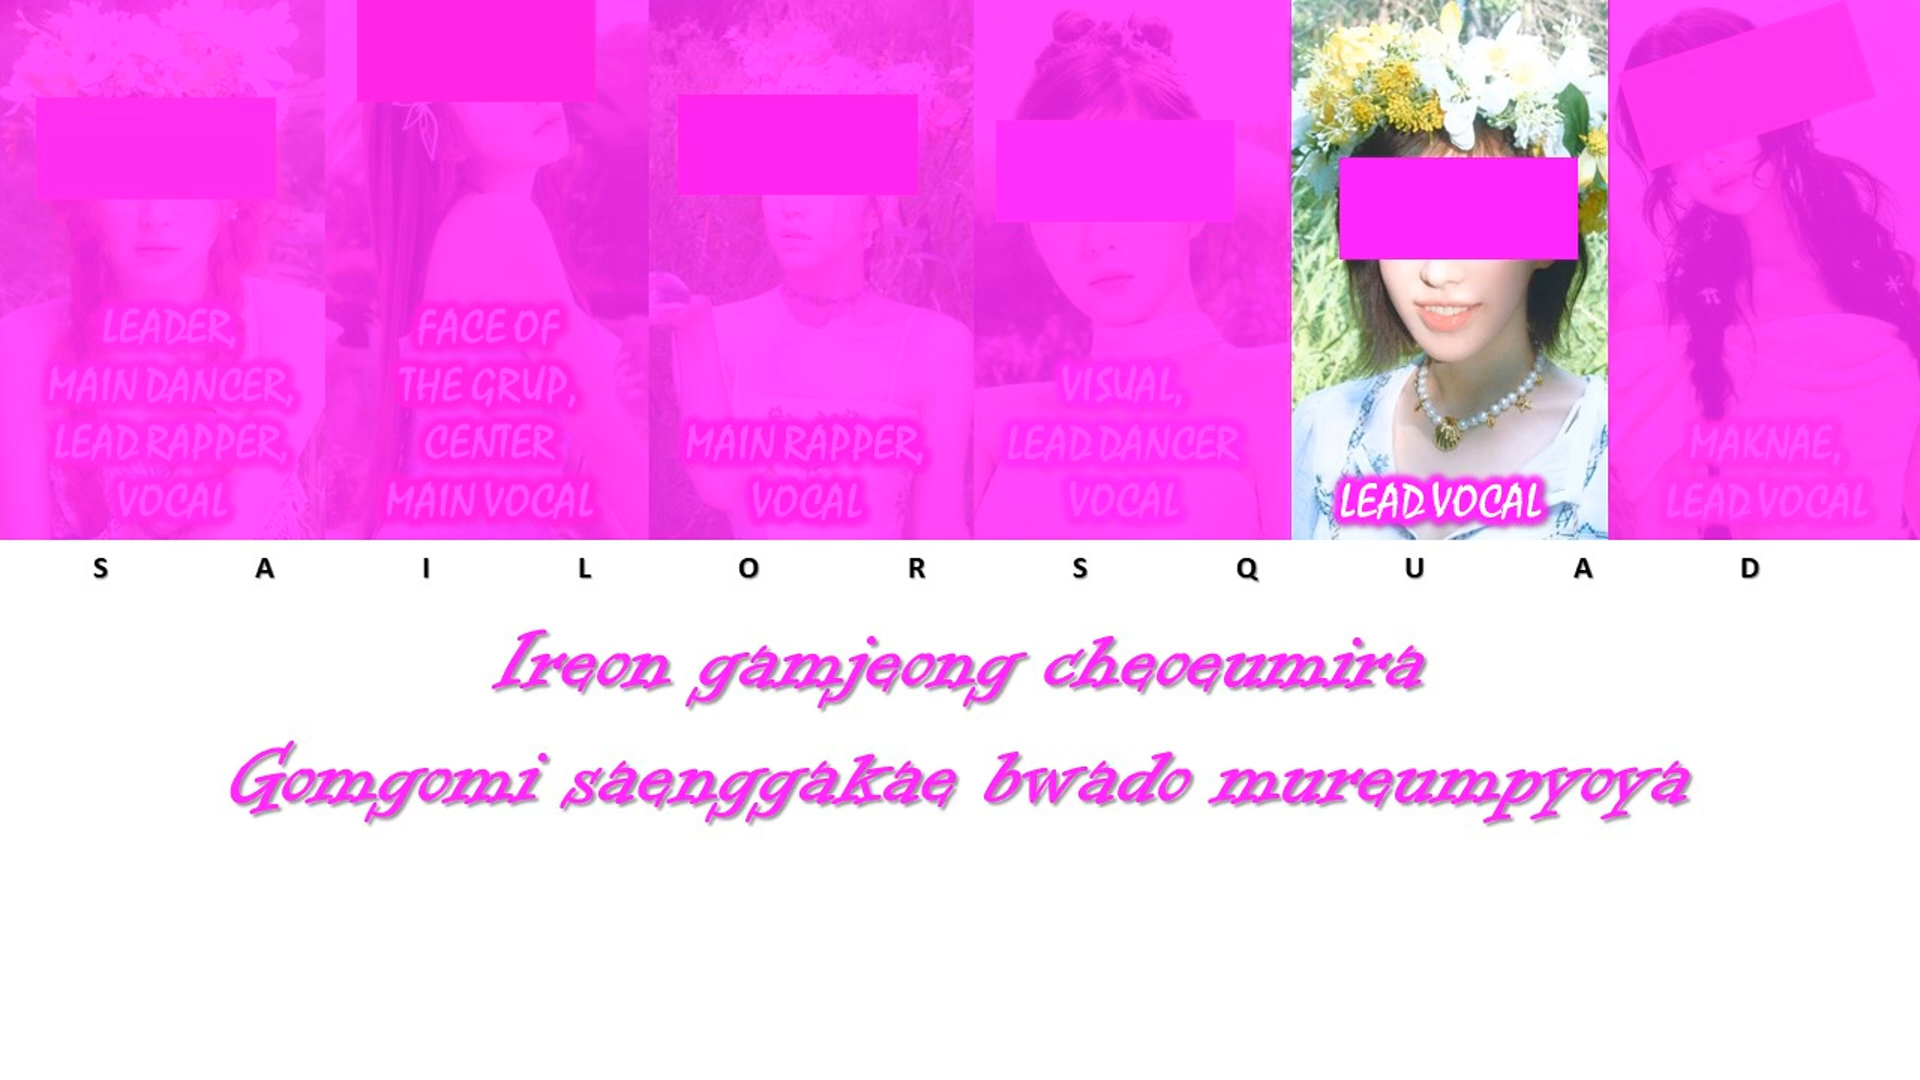 LEADER,
MAIN DANCER,
LEAD RAPPER,
VOCAL
FACE OF
THE GRUP,
CENTER
MAIN VOCAL
MAIN RAPPER,
VOCAL
VISUAL,
LEAD DANCER
VOCAL
LEAD VOCAL
MAKNAE,
LEAD VOCAL
S A I L O R S Q U A D
Ireon gamjeong cheoeumira
Gomgomi saenggakae bwado mureumpyoya